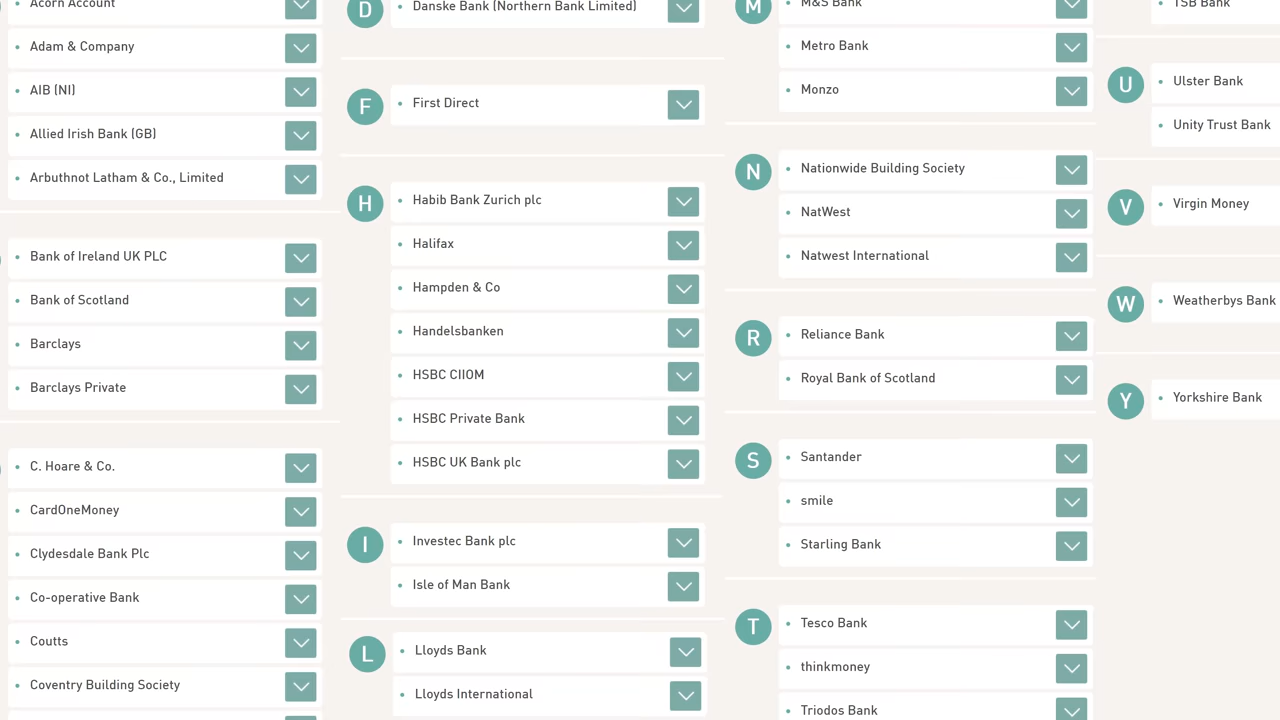 Acorn Account
Adam & Company
AIB (NI)
Allied Irish Bank (GB)
Arbuthnot Latham & Co., Limited
Bank of Ireland UK PLC
Bank of Scotland
Barclays
Barclays Private
C. Hoare & Co.
CardOneMoney
Clydesdale Bank Plc
Co-operative Bank
Coutts
Coventry Building Society
D
Danske Bank (Northern Bank Limited)
F
First Direct
H
Habib Bank Zurich plc
Halifax
Hampden & Co
Handelsbanken
HSBC CIIOM
HSBC Private Bank
HSBC UK Bank plc
I
Investec Bank plc
Isle of Man Bank
L
Lloyds Bank
Lloyds International
M
M&S Bank
Metro Bank
Monzo
N
Nationwide Building Society
NatWest
Natwest International
R
Reliance Bank
Royal Bank of Scotland
S
Santander
smile
Starling Bank
T
Tesco Bank
thinkmoney
Triodos Bank
TSB Bank
U
Ulster Bank
Unity Trust Bank
V
Virgin Money
W
Weatherbys Bank
Y
Yorkshire Bank